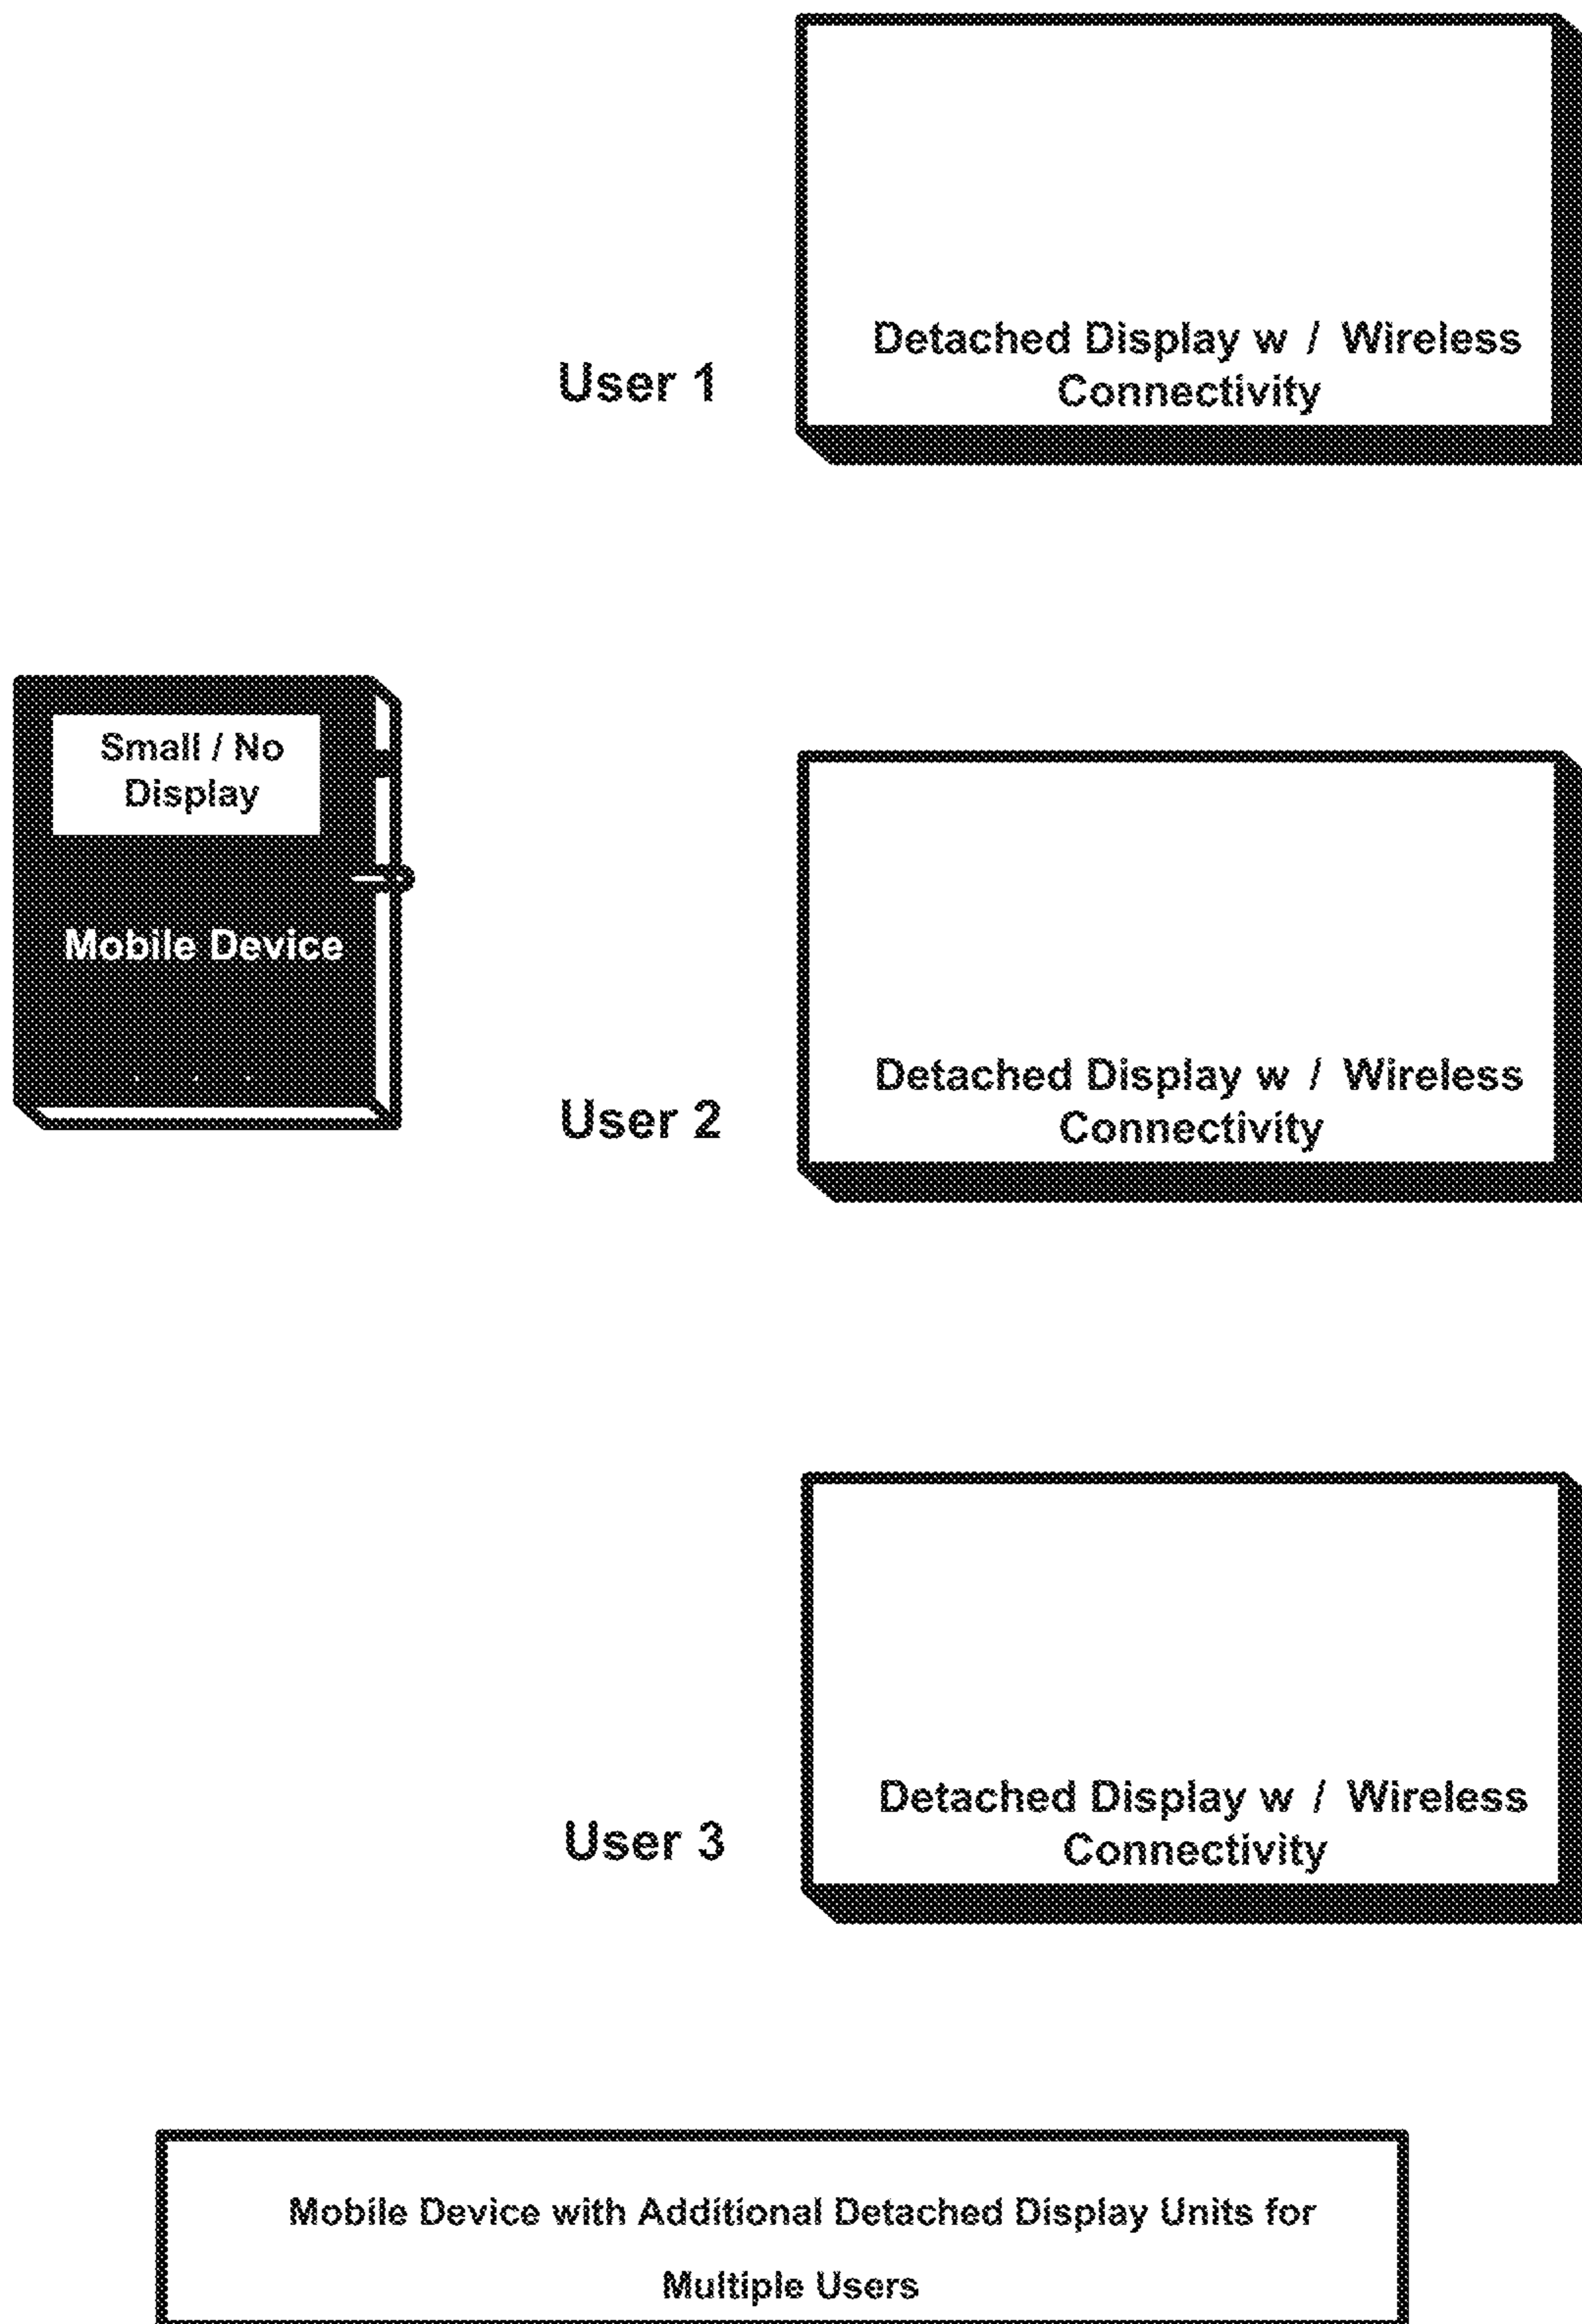 Detached Display w / Wireless
Connectivity
User 1
Small / No
Display
Mobile Device
Detached Display w / Wireless
Connectivity
User 2
Detached Display w / Wireless
Connectivity
User 3
Mobile Device with Additional Detached Display Units for
Multiple Users